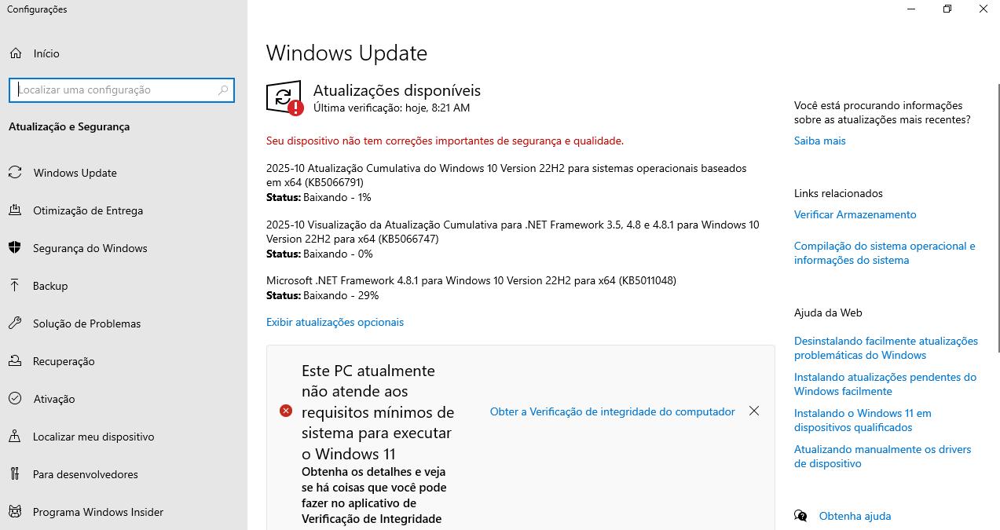 Configurações
Início
Localizar uma configuração
Atualização e Segurança
Windows Update
Otimização de Entrega
Segurança do Windows
Backup
Solução de Problemas
Recuperação
Ativação
Localizar meu dispositivo
Para desenvolvedores
Programa Windows Insider
Windows Update
Atualizações disponíveis
Última verificação: hoje, 8:21 AM
Seu dispositivo não tem correções importantes de segurança e qualidade.
2025-10 Atualização Cumulativa do Windows 10 Version 22H2 para sistemas operacionais baseados
em x64 (KB5066791)
Status: Baixando - 1%
2025-10 Visualização da Atualização Cumulativa para .NET Framework 3.5, 4.8 e 4.8.1 para Windows 10
Version 22H2 para x64 (KB5066747)
Status: Baixando - 0%
Microsoft .NET Framework 4.8.1 para Windows 10 Version 22H2 para x64 (KB5011048)
Status: Baixando - 29%
Exibir atualizações opcionais
Este PC atualmente
não atende aos
requisitos mínimos de
sistema para executar
o Windows 11
Obtenha os detalhes e veja
se há coisas que você pode
fazer no aplicativo de
Verificação de Integridade
Obter a Verificação de integridade do computador
Você está procurando informações
sobre as atualizações mais recentes?
Saiba mais
Links relacionados
Verificar Armazenamento
Compilação do sistema operacional e
informações do sistema
Ajuda da Web
Desinstalando facilmente atualizações
problemáticas do Windows
Instalando atualizações pendentes do
Windows facilmente
Instalando o Windows 11 em
dispositivos qualificados
Atualizando manualmente os drivers
de dispositivo
Obtenha ajuda